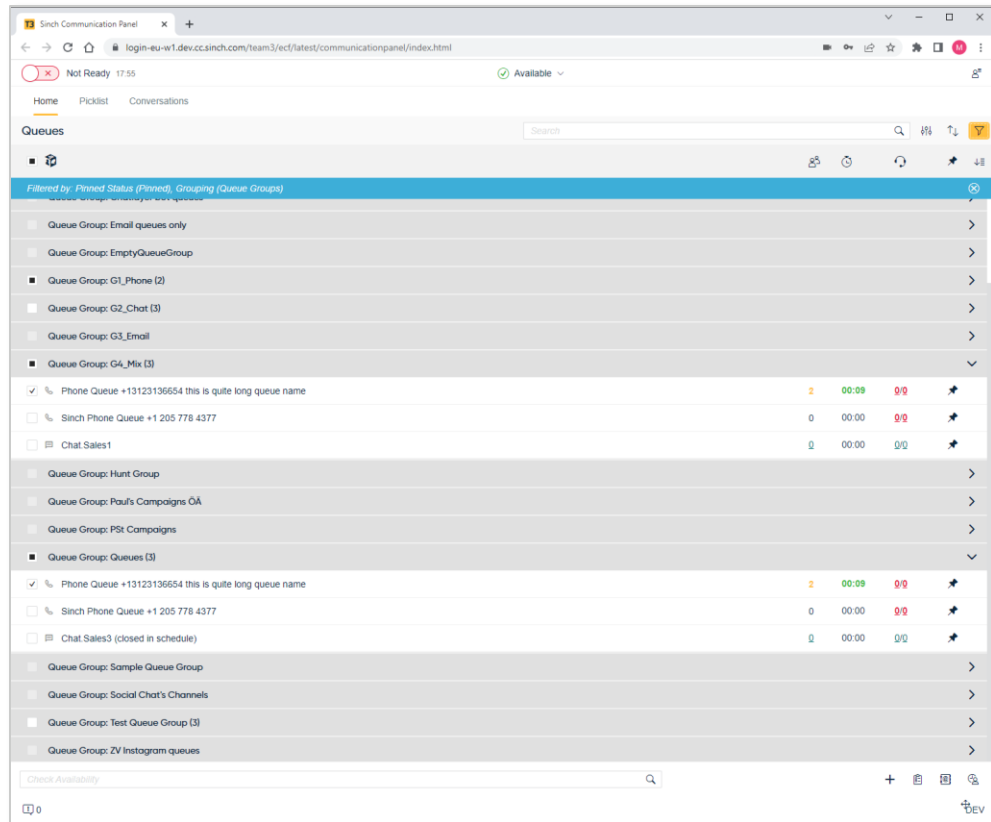 T3 Sinch Communication Panel
login-eu-w1.dev.cc.sinch.com/team3/ecf/latest/communicationpanel/index.html
M
Not Ready 17:55 Available
Home Picklist Conversations
Queues Search
Filtered by: Pinned Status (Pinned), Grouping (Queue Groups)
Queue Group: Email queues only
Queue Group: EmptyQueueGroup
Queue Group: G1_Phone (2)
Queue Group: G2_Chat (3)
Queue Group: G3_Email
Queue Group: G4_Mix (3)
Phone Queue +13123136654 this is quite long queue name 2 00:09 0/0
Sinch Phone Queue +1 205 778 4377 0 00:00 0/0
Chat.Sales1 0 00:00 0/0
Queue Group: Hunt Group
Queue Group: Paul's Campaigns ÖÄ
Queue Group: PSt Campaigns
Queue Group: Queues (3)
Phone Queue +13123136654 this is quite long queue name 2 00:09 0/0
Sinch Phone Queue +1 205 778 4377 0 00:00 0/0
Chat.Sales3 (closed in schedule) 0 00:00 0/0
Queue Group: Sample Queue Group
Queue Group: Social Chat's Channels
Queue Group: Test Queue Group (3)
Queue Group: ZV Instagram queues
Check Availability
0 DEV